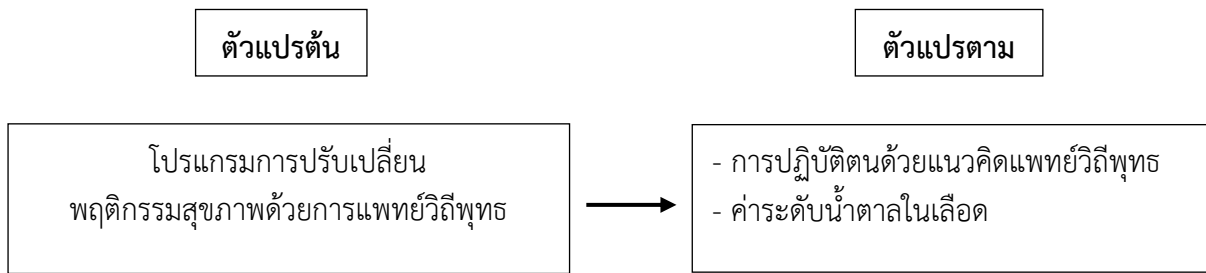 ตัวแปรต้น
ตัวแปรตาม
โปรแกรมการปรับเปลี่ยน
พฤติกรรมสุขภาพด้วยการแพทย์วิถีพุทธ
- การปฏิบัติตนด้วยแนวคิดแพทย์วิถีพุทธ
- ค่าระดับน้ำตาลในเลือด